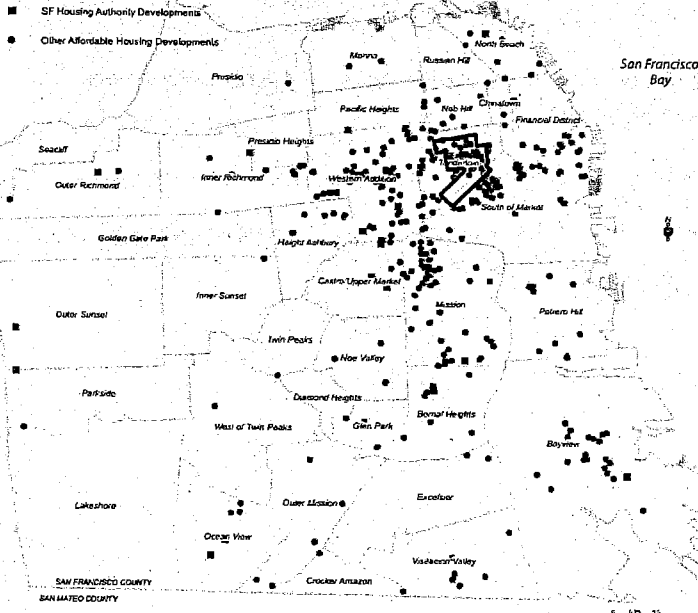 SF Housing Authority Developments
Other Affordable Housing Developments
North Beach
Marina
Russian Hill
San Francisco
Bay
Presidio
Pacific Heights
Nob Hill
Chinatown
Financial District
Seacliff
Presidio Heights
Outer Richmond
Inner Richmond
Western Addition
South of Market
Golden Gate Park
Haight Ashbury
Castro/Upper Market
Inner Sunset
Mission
Outer Sunset
Potrero Hill
Twin Peaks
Noe Valley
Parkside
Diamond Heights
Bernal Heights
West of Twin Peaks
Glen Park
Bayview
Lakeshore
Outer Mission
Excelsior
Ocean View
Visitacion Valley
SAN FRANCISCO COUNTY
Crocker Amazon
SAN MATEO COUNTY